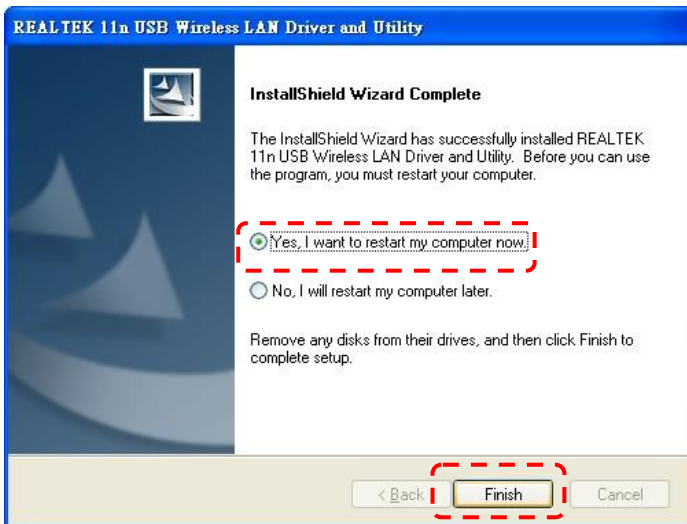 REALTEK 11n USB Wireless LAN Driver and Utility
InstallShield Wizard Complete
The InstallShield Wizard has successfully installed REALTEK
11n USB Wireless LAN Driver and Utility.  Before you can use
the program, you must restart your computer.
Yes, I want to restart my computer now.
No, I will restart my computer later.
Remove any disks from their drives, and then click Finish to
complete setup.
< Back Finish Cancel